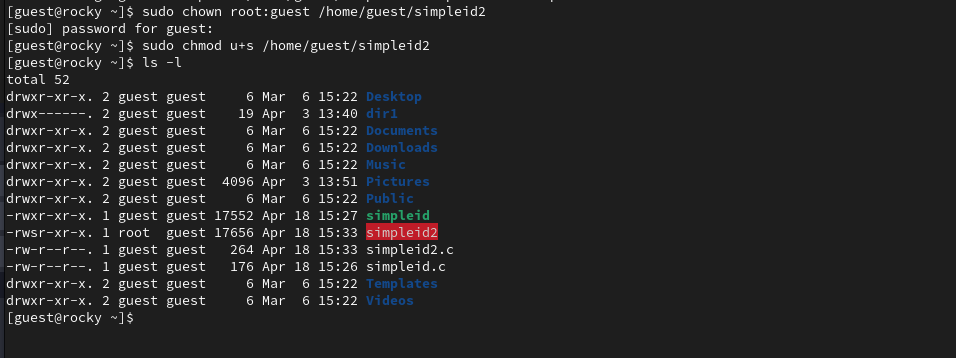 [guest@rocky ~]$ sudo chown root:guest /home/guest/simpleid2
[sudo] password for guest:
[guest@rocky ~]$ sudo chmod u+s /home/guest/simpleid2
[guest@rocky ~]$ ls -l
total 52
drwxr-xr-x. 2 guest guest     6 Mar  6 15:22 Desktop
drwx------. 2 guest guest    19 Apr  3 13:40 dir1
drwxr-xr-x. 2 guest guest     6 Mar  6 15:22 Documents
drwxr-xr-x. 2 guest guest     6 Mar  6 15:22 Downloads
drwxr-xr-x. 2 guest guest     6 Mar  6 15:22 Music
drwxr-xr-x. 2 guest guest  4096 Apr  3 13:51 Pictures
drwxr-xr-x. 2 guest guest     6 Mar  6 15:22 Public
-rwxr-xr-x. 1 guest guest 17552 Apr 18 15:27 simpleid
-rwsr-xr-x. 1 root  guest 17656 Apr 18 15:33 simpleid2
-rw-r--r--. 1 guest guest   264 Apr 18 15:33 simpleid2.c
-rw-r--r--. 1 guest guest   176 Apr 18 15:26 simpleid.c
drwxr-xr-x. 2 guest guest     6 Mar  6 15:22 Templates
drwxr-xr-x. 2 guest guest     6 Mar  6 15:22 Videos
[guest@rocky ~]$